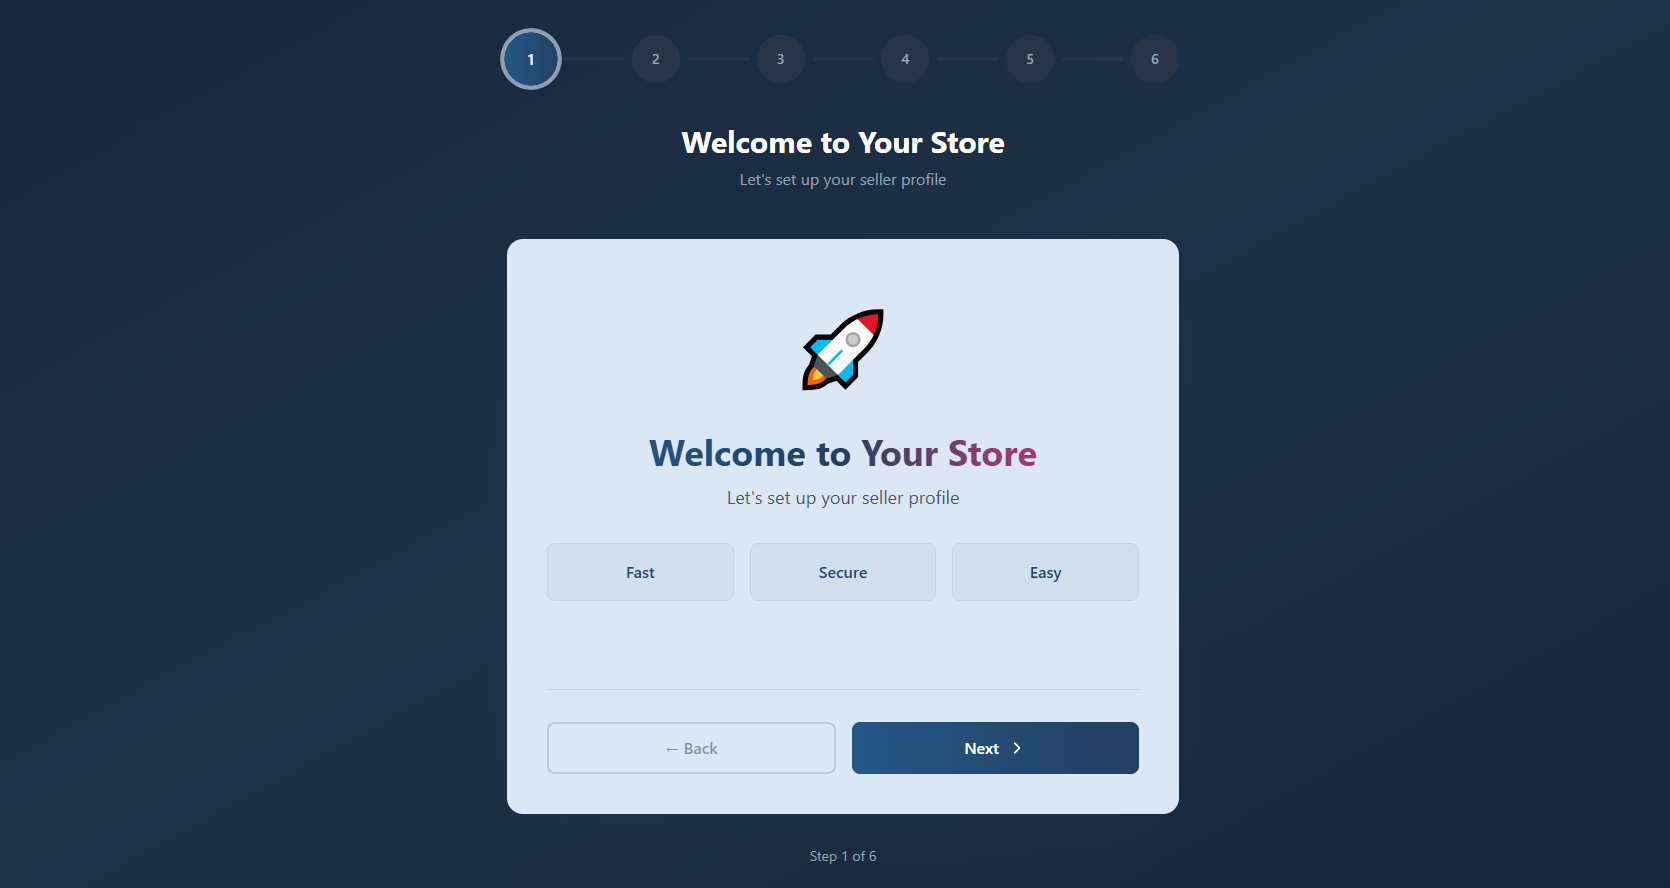 1 2 3 4 5 6
Welcome to Your Store
Let's set up your seller profile
Welcome to Your Store
Let's set up your seller profile
Fast Secure Easy
← Back Next >
Step 1 of 6